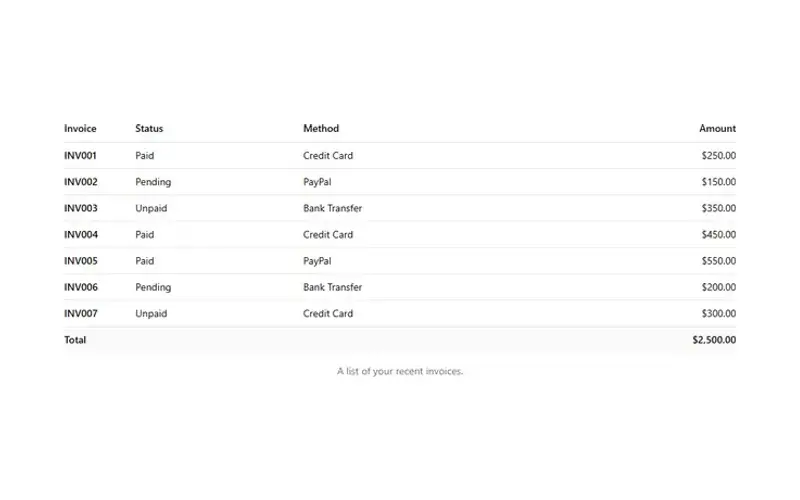 Invoice Status Method Amount
INV001 Paid Credit Card $250.00
INV002 Pending PayPal $150.00
INV003 Unpaid Bank Transfer $350.00
INV004 Paid Credit Card $450.00
INV005 Paid PayPal $550.00
INV006 Pending Bank Transfer $200.00
INV007 Unpaid Credit Card $300.00
Total $2,500.00
A list of your recent invoices.